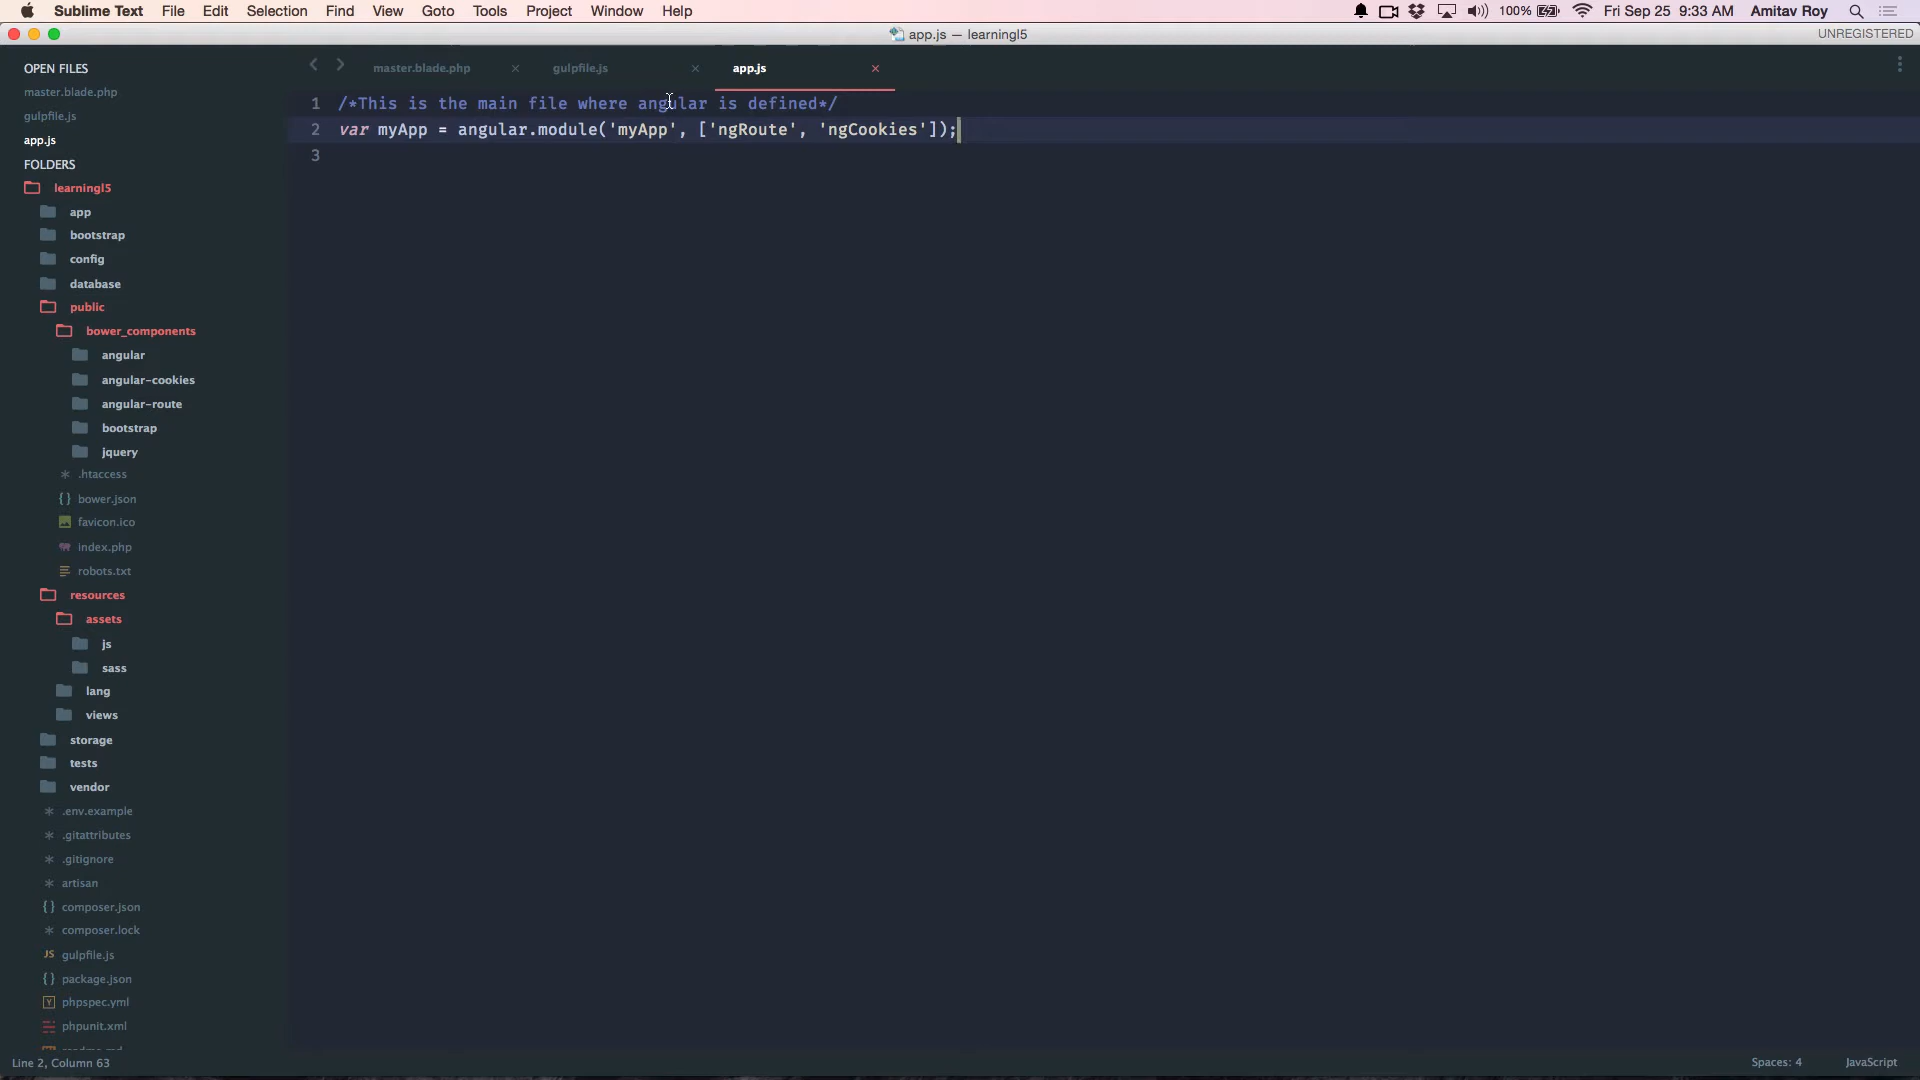 Sublime Text File Edit Selection Find View Goto Tools Project Window Help 100% Fri Sep 25 9:33 AM Amitav Roy
app.js — learningl5 UNREGISTERED
OPEN FILES
master.blade.php
gulpfile.js
app.js
FOLDERS
learningl5
app
bootstrap
config
database
public
bower_components
angular
angular-cookies
angular-route
bootstrap
jquery
.htaccess
bower.json
favicon.ico
index.php
robots.txt
resources
assets
js
sass
lang
views
storage
tests
vendor
.env.example
.gitattributes
.gitignore
artisan
composer.json
composer.lock
JS gulpfile.js
package.json
phpspec.yml
phpunit.xml
master.blade.php × gulpfile.js × app.js ×
1 /*This is the main file where angular is defined*/
2 var myApp = angular.module('myApp', ['ngRoute', 'ngCookies']);
3
Line 2, Column 63 Spaces: 4 JavaScript